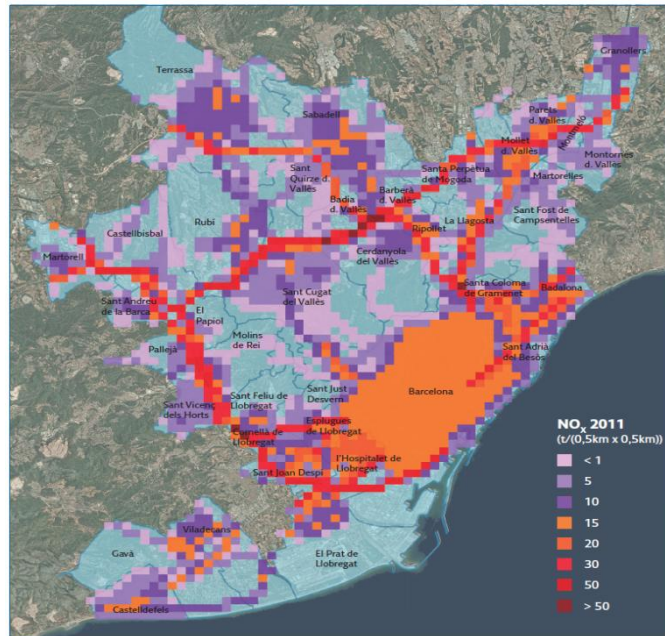 Granollers
Terrassa
Parets
d. Vallès
Sabadell
Montmeló
Mollet
d. Vallès
Montornès
d. Vallès
Sant
Quirze d.
Vallès
Santa Perpètua
de Mogoda
Martorelles
Badia
d. Vallès
Barberà
d. Vallès
La Llagosta
Sant Fost de
Campsentelles
Rubí
Castellbisbal
Ripollet
Martorell
Cerdanyola
del Vallès
Sant Cugat
del Vallès
Santa Coloma
de Gramenet
Badalona
Sant Andreu
de la Barca
El
Papiol
Molins
de Rei
Pallejà
Sant Adrià
del Besòs
Barcelona
Sant Just
Desvern
Sant Feliu de
Llobregat
Sant Vicenç
dels Horts
Esplugues
de Llobregat
Cornellà de
Llobregat
l'Hospitalet de
Llobregat
Sant Joan Despí
Viladecans
Gavà
El Prat de
Llobregat
Castelldefels
NOx 2011
(t/(0,5km x 0,5km))
< 1
5
10
15
20
30
50
> 50